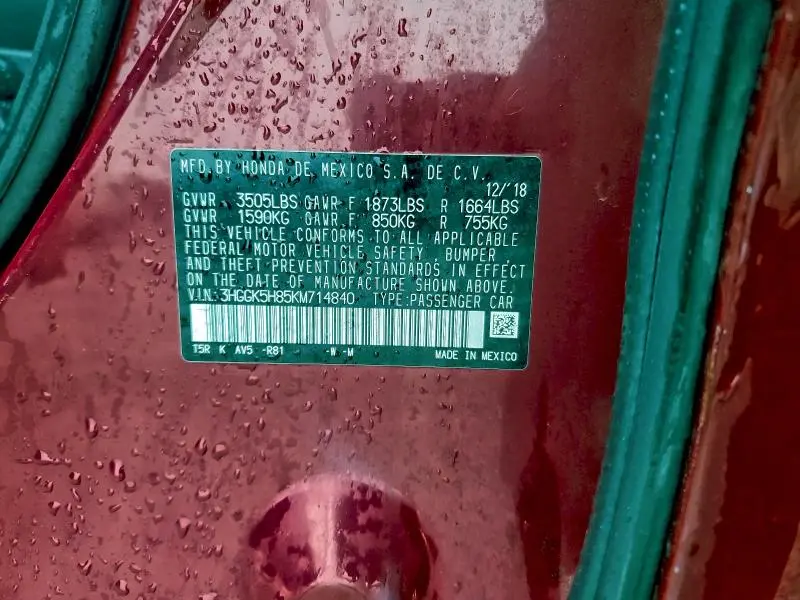 MFD. BY HONDA DE MEXICO S.A. DE C.V.
12/'18
GVWR 3505LBS GAWR F 1873LBS R 1664LBS
GVWR 1590KG GAWR F 850KG R 755KG
THIS VEHICLE CONFORMS TO ALL APPLICABLE
FEDERAL MOTOR VEHICLE SAFETY, BUMPER,
AND THEFT PREVENTION STANDARDS IN EFFECT
ON THE DATE OF MANUFACTURE SHOWN ABOVE.
V.I.N.:3HGGK5H85KM714840 TYPE:PASSENGER CAR
T5R K AV5 -R81 -W -M MADE IN MEXICO